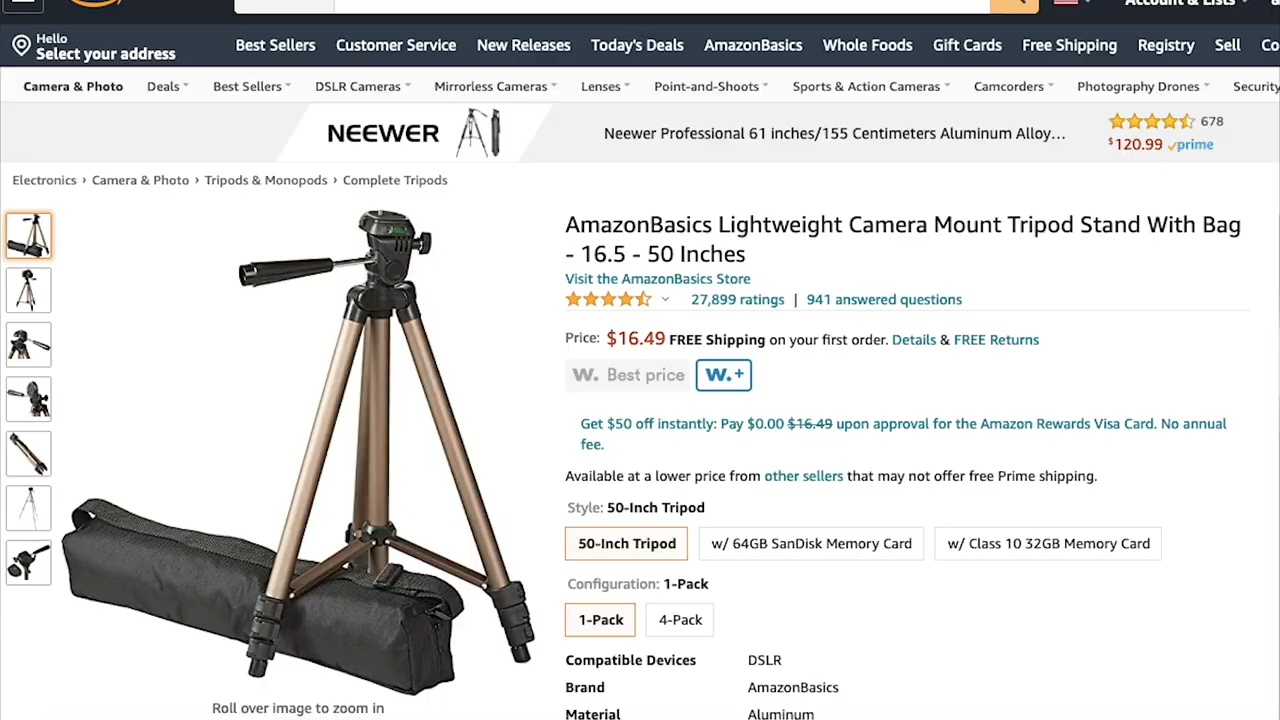 Account & Lists
Hello
Select your address
Best Sellers Customer Service New Releases Today's Deals AmazonBasics Whole Foods Gift Cards Free Shipping Registry Sell Co
Camera & Photo Deals Best Sellers DSLR Cameras Mirrorless Cameras Lenses Point-and-Shoots Sports & Action Cameras Camcorders Photography Drones Security
NEEWER Neewer Professional 61 inches/155 Centimeters Aluminum Alloy… 678
$120.99 prime
Electronics › Camera & Photo › Tripods & Monopods › Complete Tripods
AmazonBasics Lightweight Camera Mount Tripod Stand With Bag
- 16.5 - 50 Inches
Visit the AmazonBasics Store
27,899 ratings | 941 answered questions
Price: $16.49 FREE Shipping on your first order. Details & FREE Returns
W. Best price W.+
Get $50 off instantly: Pay $0.00 $16.49 upon approval for the Amazon Rewards Visa Card. No annual
fee.
Available at a lower price from other sellers that may not offer free Prime shipping.
Style: 50-Inch Tripod
50-Inch Tripod w/ 64GB SanDisk Memory Card w/ Class 10 32GB Memory Card
Configuration: 1-Pack
1-Pack 4-Pack
Compatible Devices DSLR
Brand AmazonBasics
Material Aluminum
Roll over image to zoom in